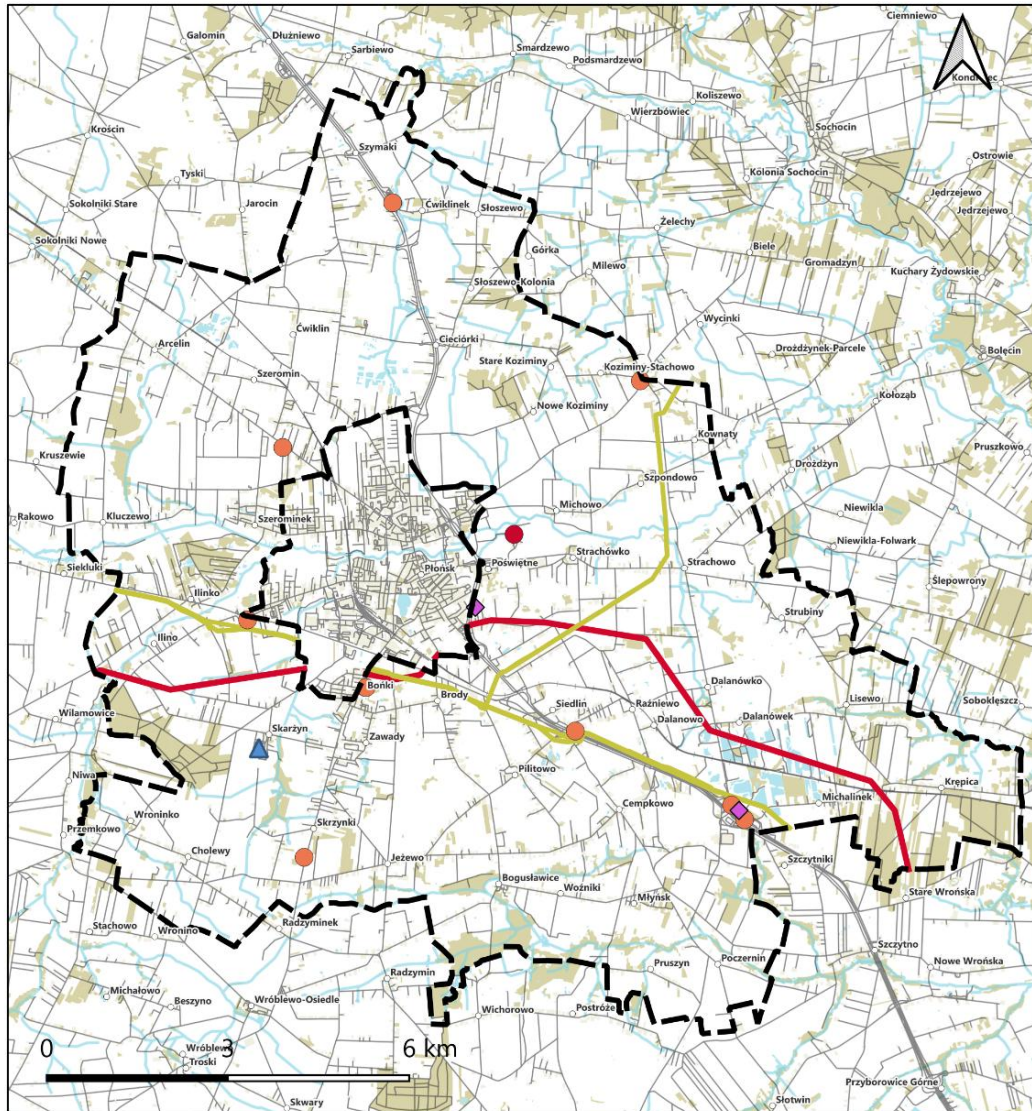 Ciemniewo
Galomin
Dłużniewo
Sarbiewo
Smardzewo
Podsmardzewo
Koliszewo
Wierzbówiec
Krościn
Szymaki
Sochocin
Ostrowie
Tyski
Kolonia Sochocin
Jędrzejewo
Jędrzejewo
Sokolniki Stare
Jarocin
Ćwiklinek
Słoszewo
Żelechy
Sokolniki Nowe
Górka
Biele
Gromadzyn
Milewo
Kuchary Żydowskie
Słoszewo-Kolonia
Wycinki
Ćwiklin
Arcelin
Cieciórki
Drożdżynek-Parcele
Bolęcin
Stare Koziminy
Koziminy-Stachowo
Szeromin
Kołoząb
Nowe Koziminy
Kownaty
Pruszkowo
Kruszewie
Drożdżyn
Szpondowo
Michowo
Niewikla
Rakowo
Kluczewo
Szerominek
Niewikla-Folwark
Strachówko
Siekluki
Płońsk
Poświętne
Strachowo
Ślepowrony
Ilinko
Strubiny
Ilino
Bońki
Brody
Dalanówko
Siedlin
Raźniewo
Lisewo
Soboklęszcz
Wilamowice
Dalanowo
Dalanówek
Skarżyn
Zawady
Niwa
Pilitowo
Krępica
Cempkowo
Michalinek
Wroninko
Skrzynki
Przemkowo
Cholewy
Jeżewo
Szczytniki
Bogusławice
Woźniki
Młyńsk
Stare Wrońska
Stachowo
Wronino
Radzyminek
Szczytno
Nowe Wrońska
Radzymin
Pruszyn
Poczernin
Michałowo
Beszyno
Wróblewo-Osiedle
Wichorowo
Postróże
0 3 6 km
Wróblewo
Troski
Przyborowice Górne
Skwary
Słotwin